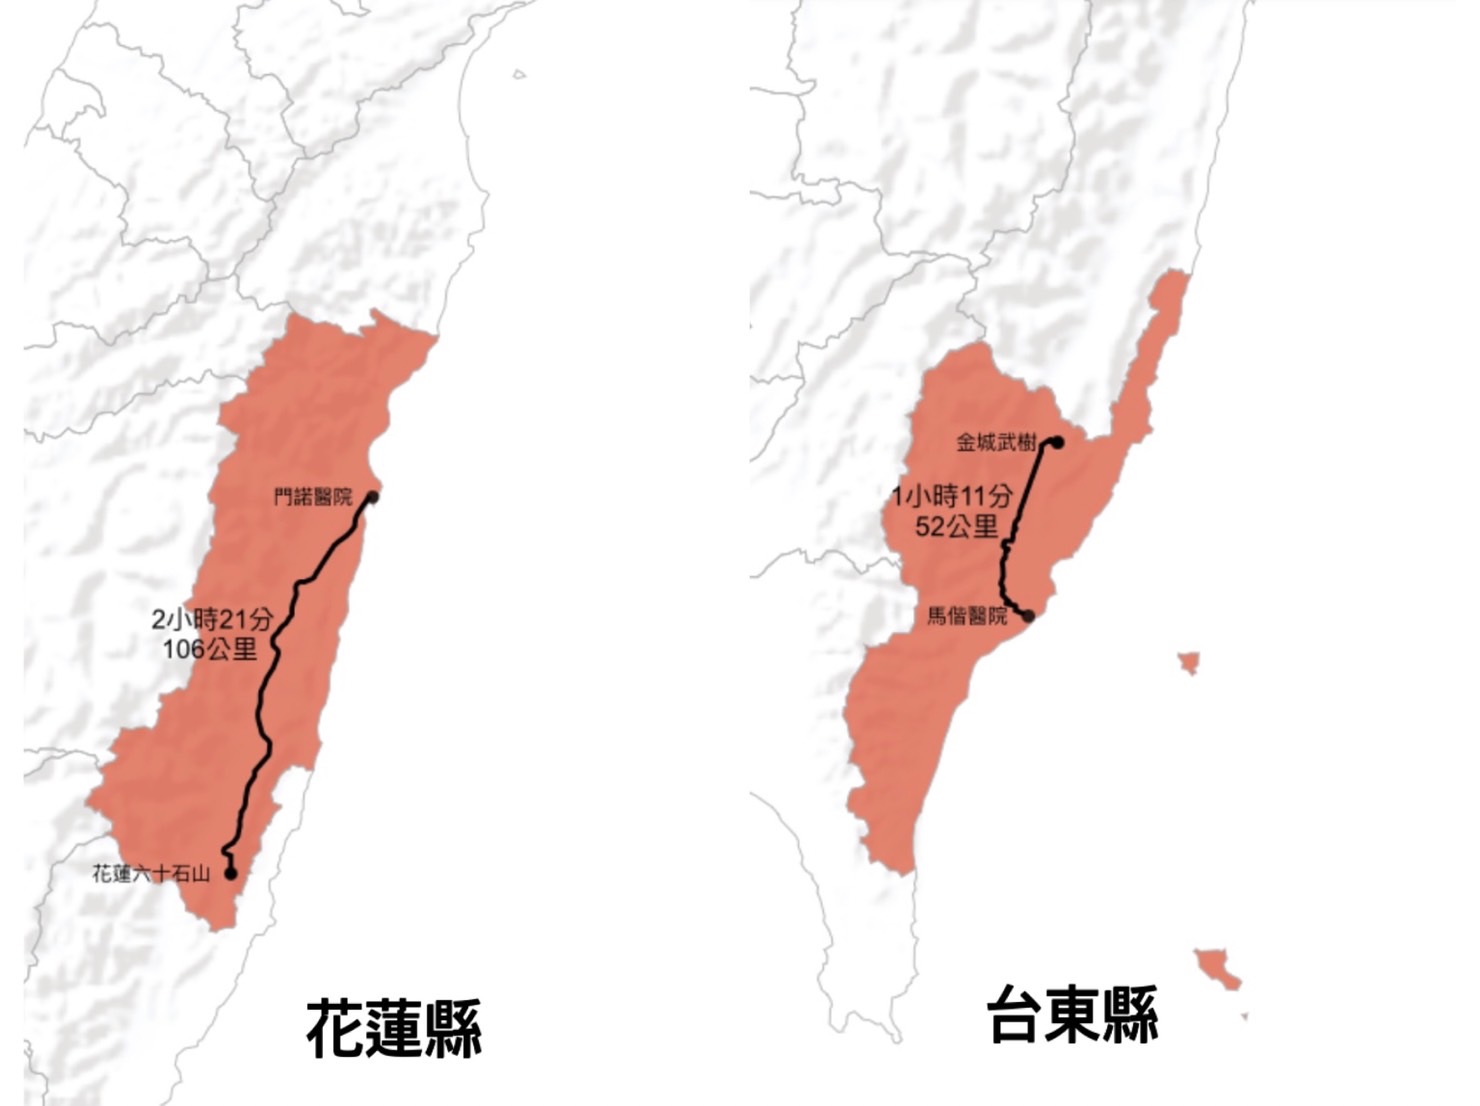 門諾醫院
2小時21分
106公里
花蓮六十石山
花蓮縣
金城武樹
1小時11分
52公里
馬偕醫院
台東縣